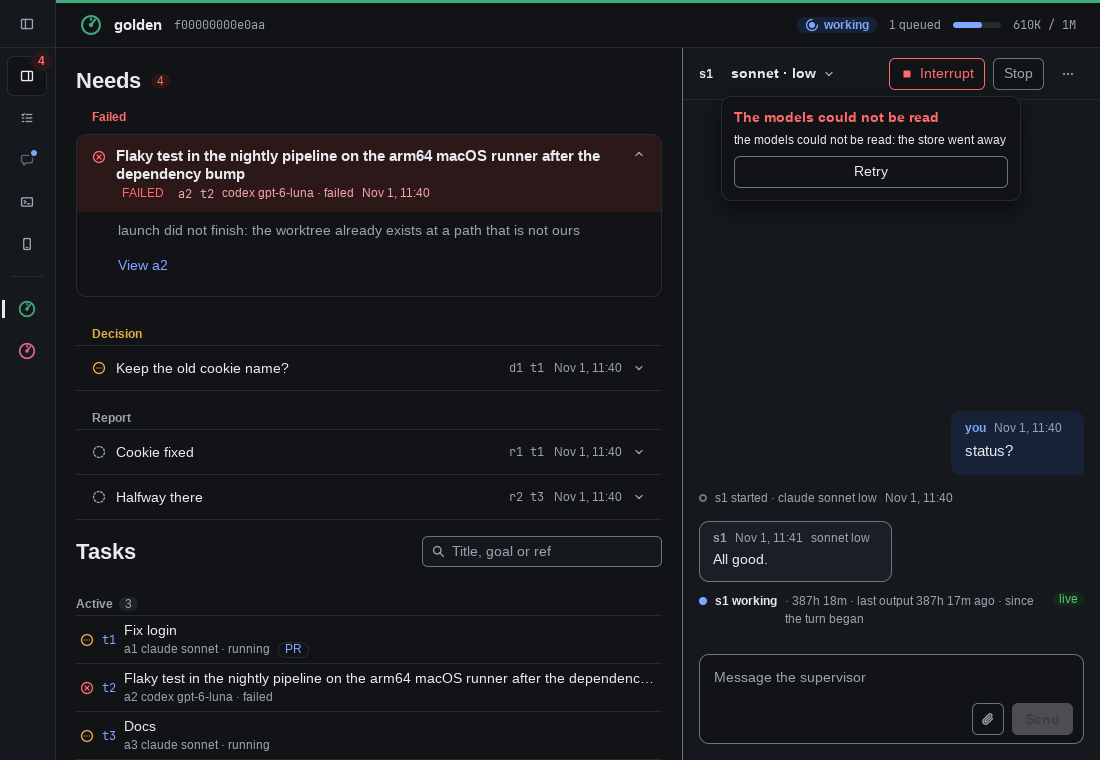 golden f00000000e0aa
working 1 queued 610K / 1M
4
Needs 4
Failed
Flaky test in the nightly pipeline on the arm64 macOS runner after the
dependency bump
FAILED a2 t2 codex gpt-6-luna · failed Nov 1, 11:40
launch did not finish: the worktree already exists at a path that is not ours
View a2
Decision
Keep the old cookie name? d1 t1 Nov 1, 11:40
Report
Cookie fixed r1 t1 Nov 1, 11:40
Halfway there r2 t3 Nov 1, 11:40
Tasks
Title, goal or ref
Active 3
t1 Fix login
a1 claude sonnet · running PR
t2 Flaky test in the nightly pipeline on the arm64 macOS runner after the dependenc…
a2 codex gpt-6-luna · failed
t3 Docs
a3 claude sonnet · running
s1 sonnet · low Interrupt Stop
The models could not be read
the models could not be read: the store went away
Retry
you Nov 1, 11:40
status?
s1 started · claude sonnet low Nov 1, 11:40
s1 Nov 1, 11:41 sonnet low
All good.
s1 working · 387h 18m · last output 387h 17m ago · since
the turn began
live
Message the supervisor
Send